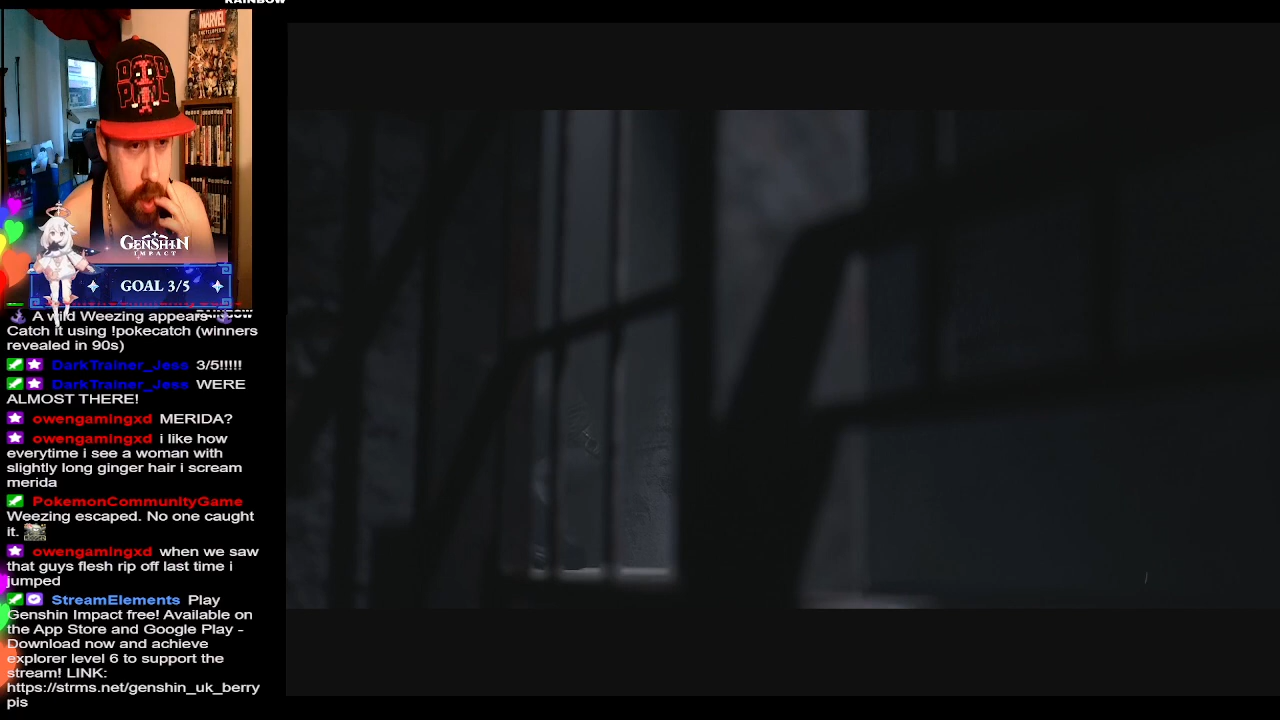 RAINBOW
MARVEL
ENCYCLOPEDIA
DEAD
POOL
GENSHIN
IMPACT
GOAL 3/5
RAINBOW
A wild Weezing appears
Catch it using !pokecatch (winners
revealed in 90s)
DarkTrainer_Jess 3/5!!!!!
DarkTrainer_Jess WERE
ALMOST THERE!
owengamingxd MERIDA?
owengamingxd i like how
everytime i see a woman with
slightly long ginger hair i scream
merida
PokemonCommunityGame
Weezing escaped. No one caught
it.
owengamingxd when we saw
that guys flesh rip off last time i
jumped
StreamElements Play
Genshin Impact free! Available on
the App Store and Google Play -
Download now and achieve
explorer level 6 to support the
stream! LINK:
https://strms.net/genshin_uk_berry
pis